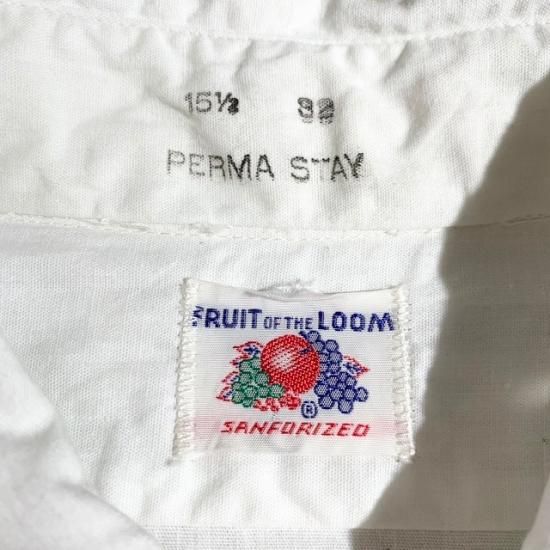 15½ 32
PERMA STAY
FRUIT OF THE LOOM
®
SANFORIZED